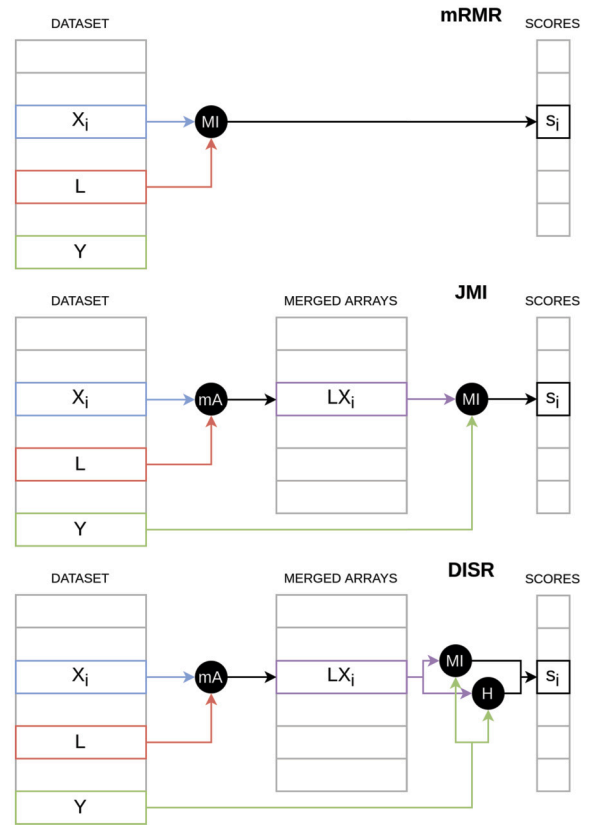 mRMR
DATASET
SCORES
Xi
MI
si
L
Y
JMI
DATASET
MERGED ARRAYS
SCORES
Xi
mA
LXi
MI
si
L
Y
DISR
DATASET
MERGED ARRAYS
SCORES
MI
Xi
mA
LXi
si
H
L
Y